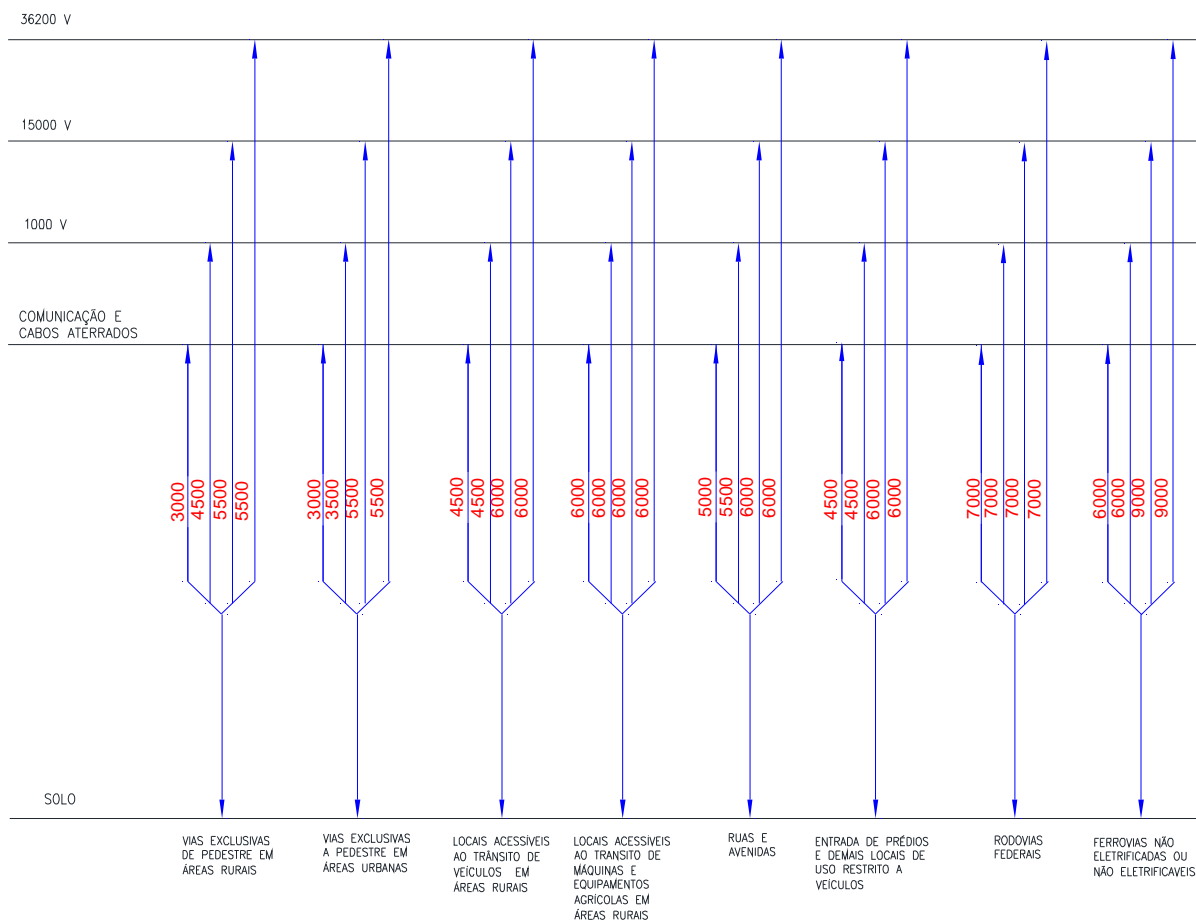 36200 V
15000 V
1000 V
COMUNICAÇÃO E
CABOS ATERRADOS
3000
4500
5500
5500
3000
3500
5500
5500
4500
4500
6000
6000
6000
6000
6000
6000
5000
5500
6000
6000
4500
4500
6000
6000
7000
7000
7000
7000
6000
6000
9000
9000
SOLO
VIAS EXCLUSIVAS
DE PEDESTRE EM
ÁREAS RURAIS
VIAS EXCLUSIVAS
A PEDESTRE EM
ÁREAS URBANAS
LOCAIS ACESSÍVEIS
AO TRÂNSITO DE
VEÍCULOS EM
ÁREAS RURAIS
LOCAIS ACESSÍVEIS
AO TRANSITO DE
MÁQUINAS E
EQUIPAMENTOS
AGRÍCOLAS EM
ÁREAS RURAIS
RUAS E
AVENIDAS
ENTRADA DE PRÉDIOS
E DEMAIS LOCAIS DE
USO RESTRITO A
VEÍCULOS
RODOVIAS
FEDERAIS
FERROVIAS NÃO
ELETRIFICADAS OU
NÃO ELETRIFICAVEIS